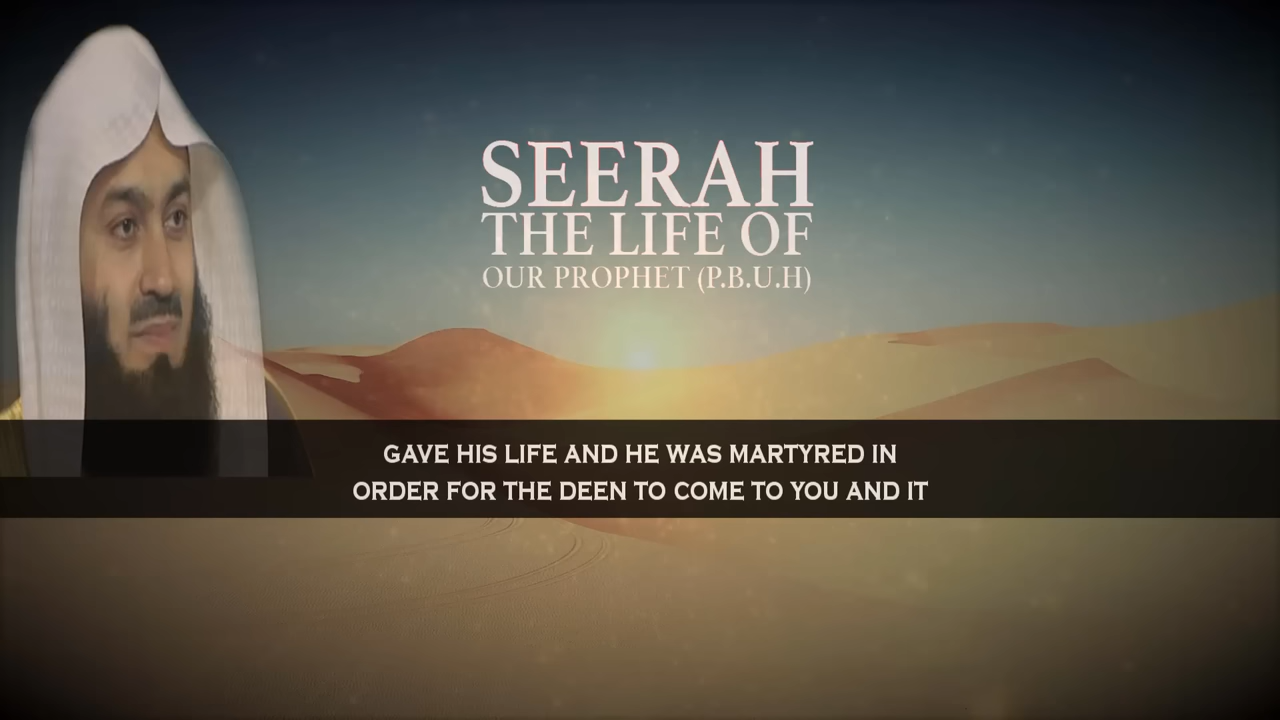 SEERAH
THE LIFE OF
OUR PROPHET (P.B.U.H)
GAVE HIS LIFE AND HE WAS MARTYRED IN
ORDER FOR THE DEEN TO COME TO YOU AND IT